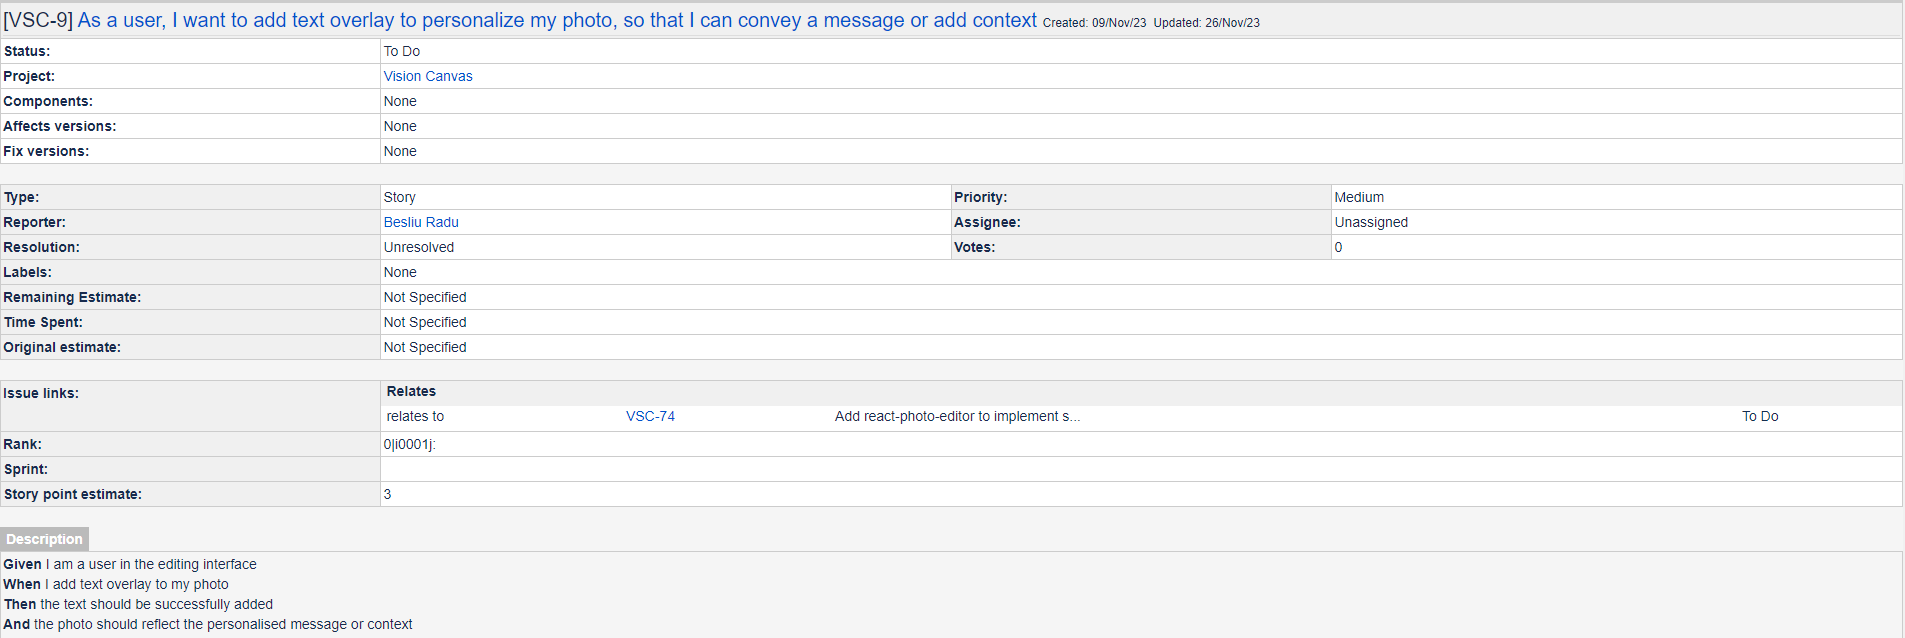 [VSC-9] As a user, I want to add text overlay to personalize my photo, so that I can convey a message or add context Created: 09/Nov/23 Updated: 26/Nov/23
Status: To Do
Project: Vision Canvas
Components: None
Affects versions: None
Fix versions: None
Type: Story Priority: Medium
Reporter: Besliu Radu Assignee: Unassigned
Resolution: Unresolved Votes: 0
Labels: None
Remaining Estimate: Not Specified
Time Spent: Not Specified
Original estimate: Not Specified
Issue links: Relates
relates to VSC-74 Add react-photo-editor to implement s... To Do
Rank: 0|i0001j:
Sprint:
Story point estimate: 3
Description
Given I am a user in the editing interface
When I add text overlay to my photo
Then the text should be successfully added
And the photo should reflect the personalised message or context